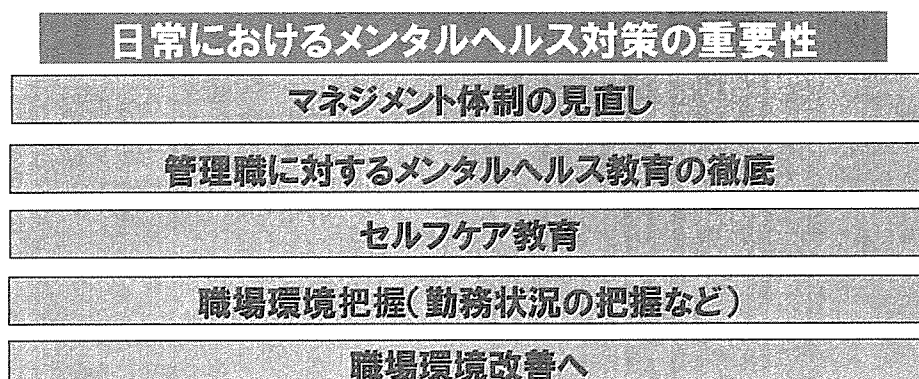 日常におけるメンタルヘルス対策の重要性
マネジメント体制の見直し
管理職に対するメンタルヘルス教育の徹底
セルフケア教育
職場環境把握(勤務状況の把握など)
職場環境改善へ